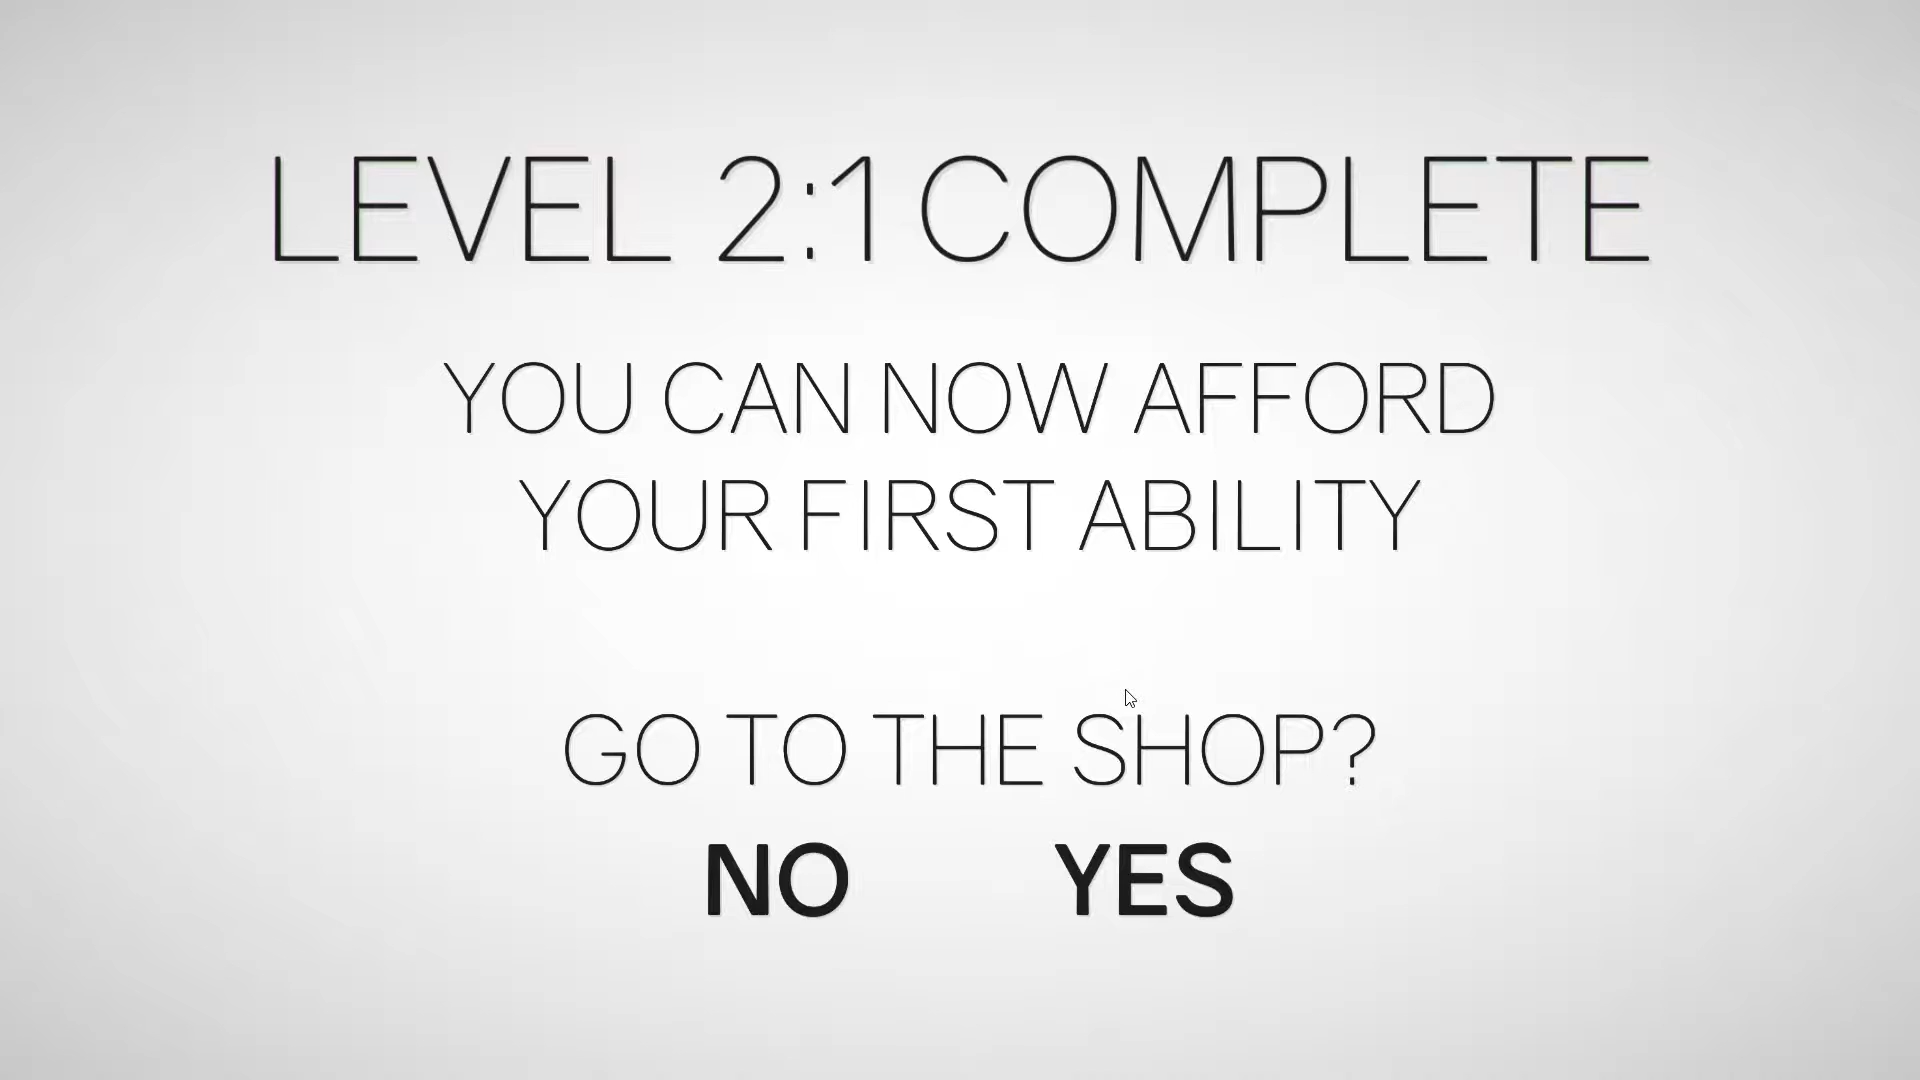 LEVEL 2:1 COMPLETE
YOU CAN NOW AFFORD
YOUR FIRST ABILITY
GO TO THE SHOP?
NO YES